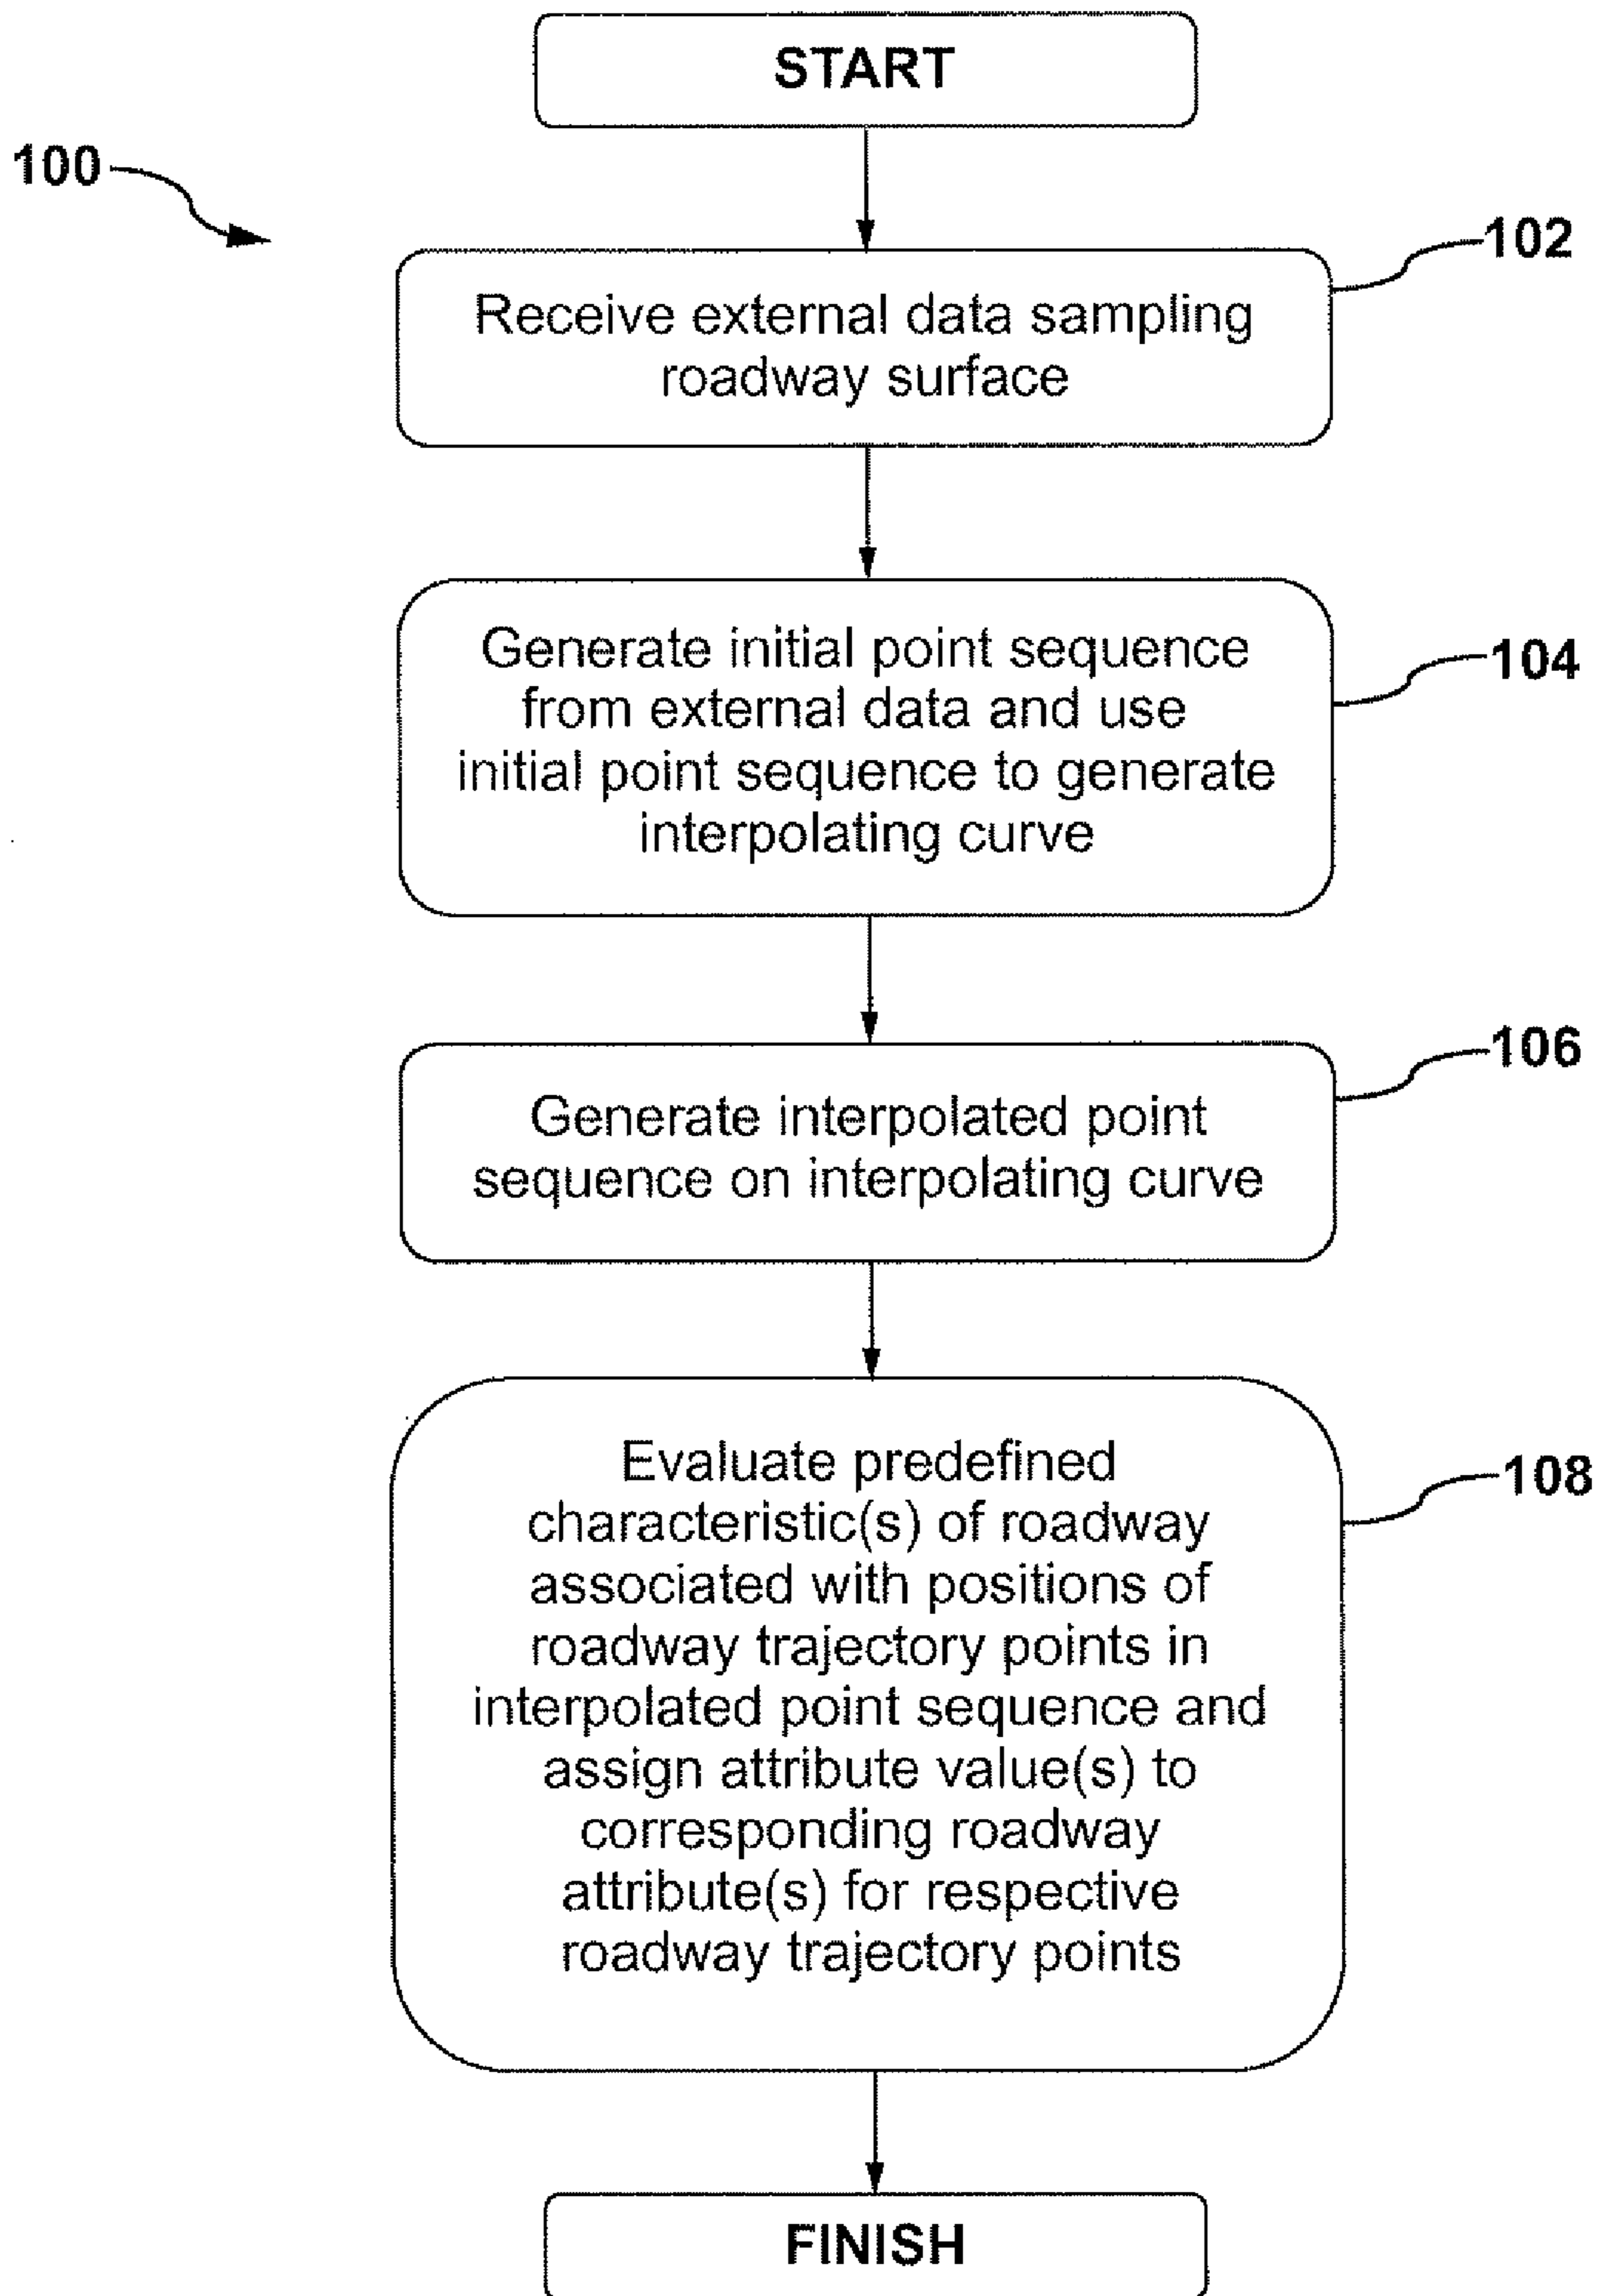 START
100
102
Receive external data sampling
roadway surface
104
Generate initial point sequence
from external data and use
initial point sequence to generate
interpolating curve
106
Generate interpolated point
sequence on interpolating curve
108
Evaluate predefined
characteristic(s) of roadway
associated with positions of
roadway trajectory points in
interpolated point sequence and
assign attribute value(s) to
corresponding roadway
attribute(s) for respective
roadway trajectory points
FINISH